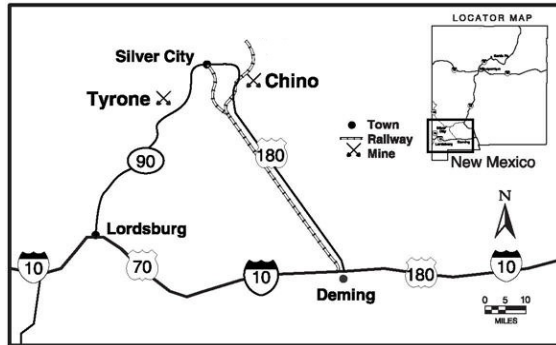 LOCATOR MAP
Silver City
Chino
Tyrone
Town
Railway
Mine
New Mexico
180
90
N
Lordsburg
10
70
10
180
10
Deming
0 5 10
MILES